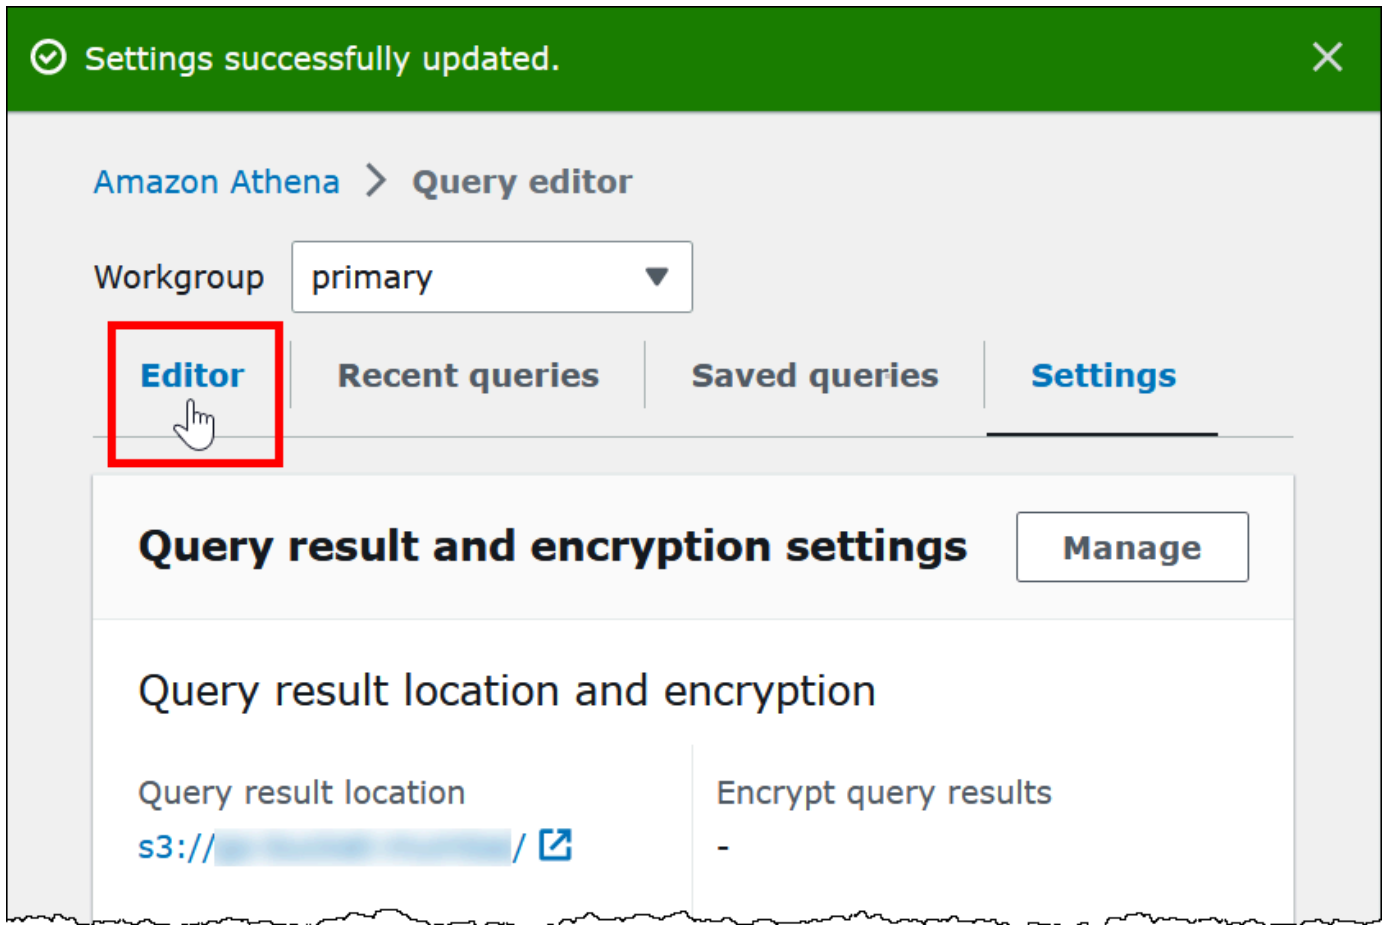 Settings successfully updated.
Amazon Athena > Query editor
Workgroup primary
Editor Recent queries Saved queries Settings
Query result and encryption settings Manage
Query result location and encryption
Query result location Encrypt query results
s3:// / -